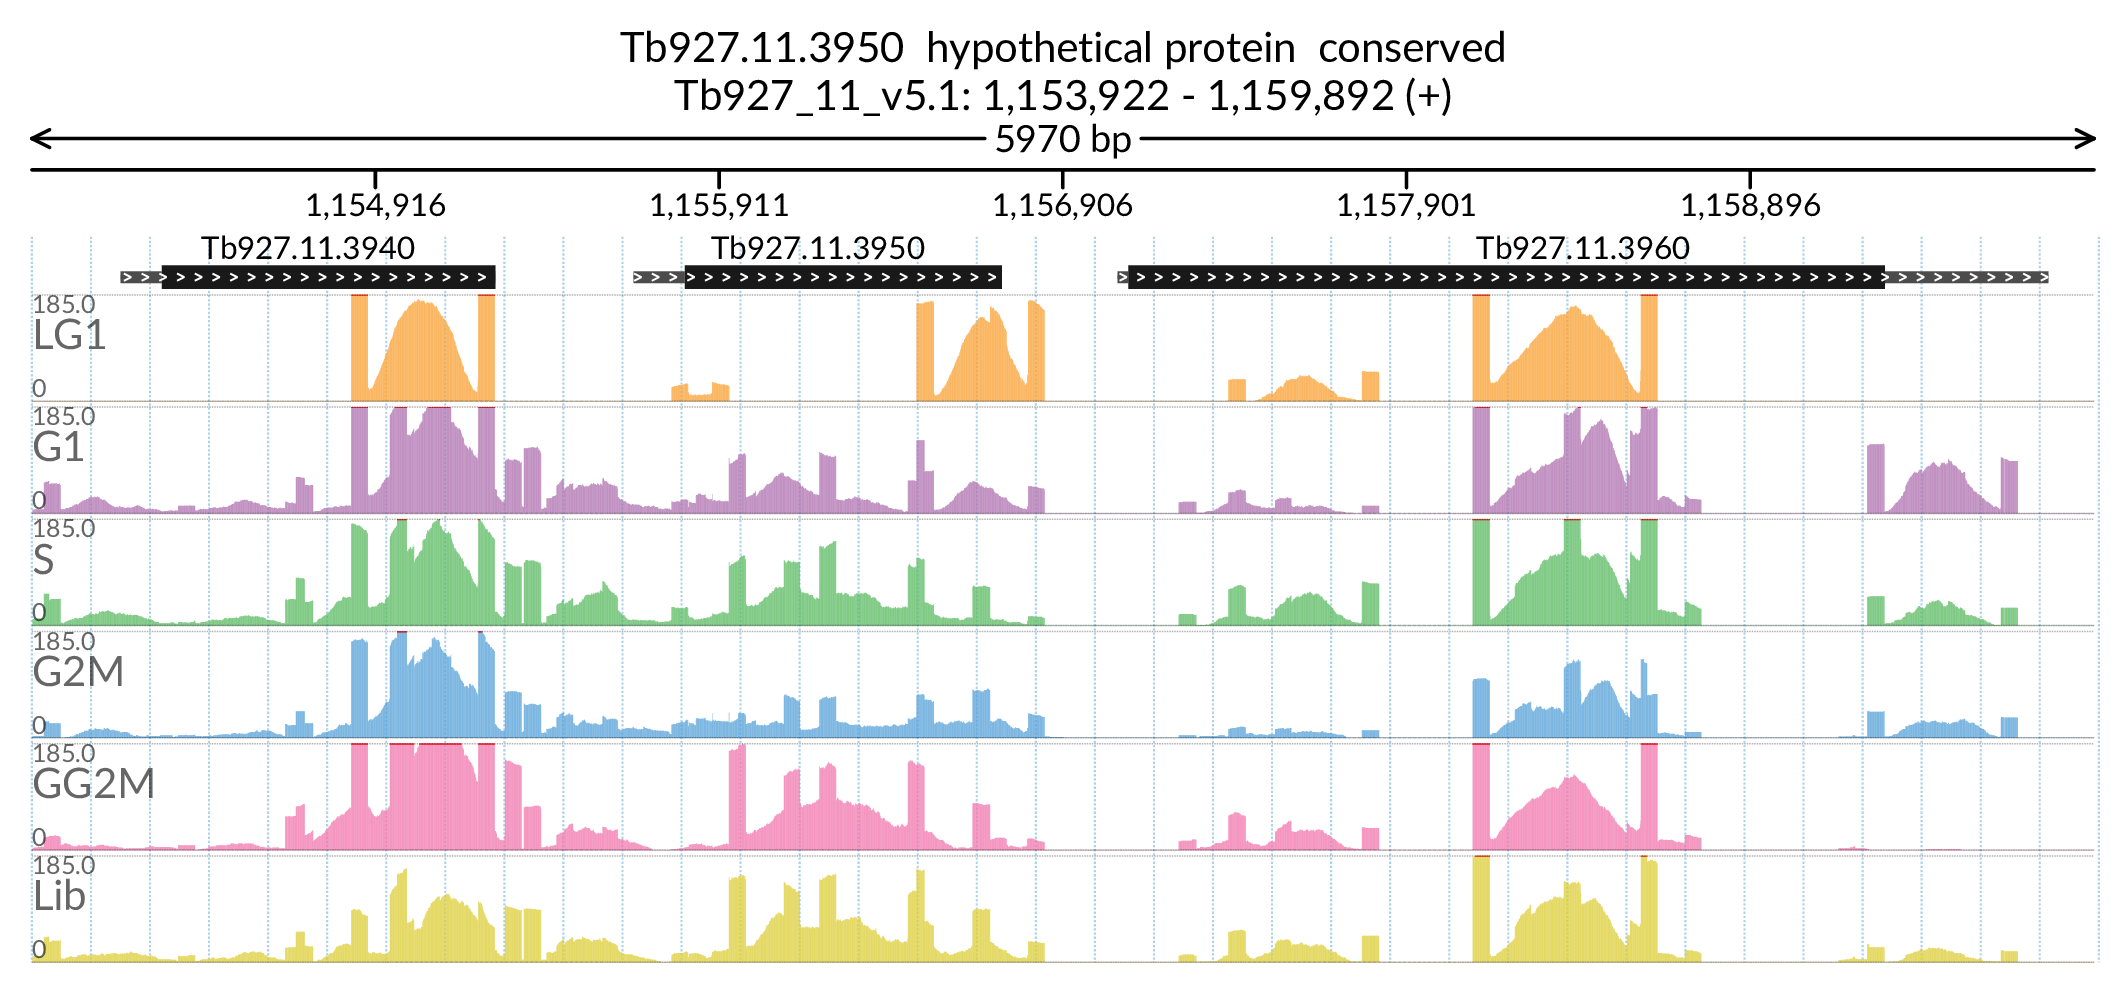 Tb927.11.3950 hypothetical protein conserved
Tb927_11_v5.1: 1,153,922 - 1,159,892 (+)
5970 bp
1,154,916 1,155,911 1,156,906 1,157,901 1,158,896
Tb927.11.3940 Tb927.11.3950 Tb927.11.3960
185.0
LG1
0
185.0
G1
0
185.0
S
0
185.0
G2M
0
185.0
GG2M
0
185.0
Lib
0